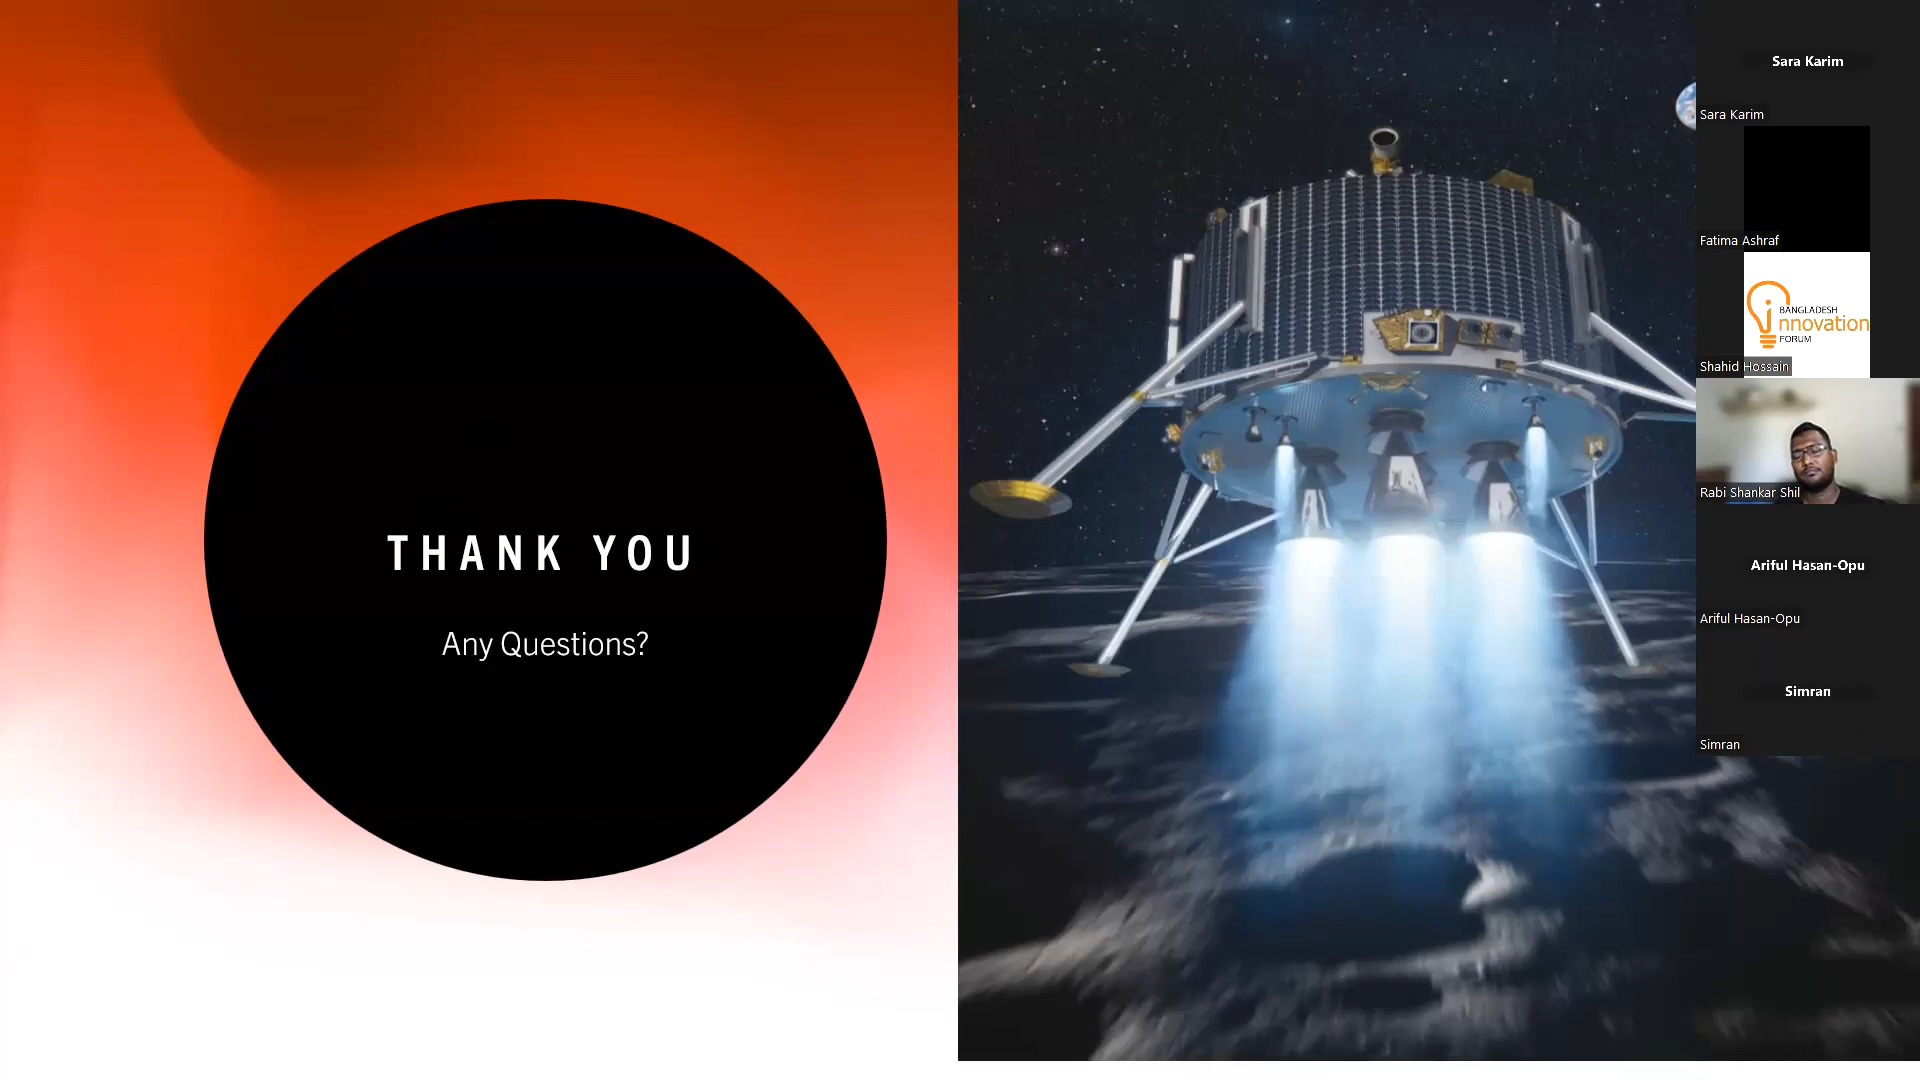 THANK YOU
Any Questions?
Sara Karim
Sara Karim
Fatima Ashraf
BANGLADESH
innovation
FORUM
Shahid Hossain
Rabi Shankar Shil
Ariful Hasan-Opu
Ariful Hasan-Opu
Simran
Simran